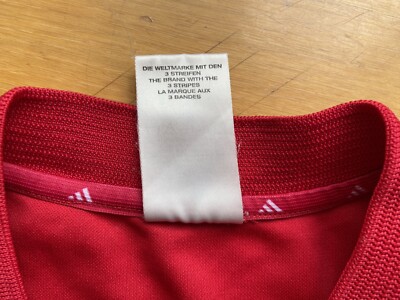 DIE WELTMARKE MIT DEN
3 STREIFEN
THE BRAND WITH THE
3 STRIPES
LA MARQUE AUX
3 BANDES